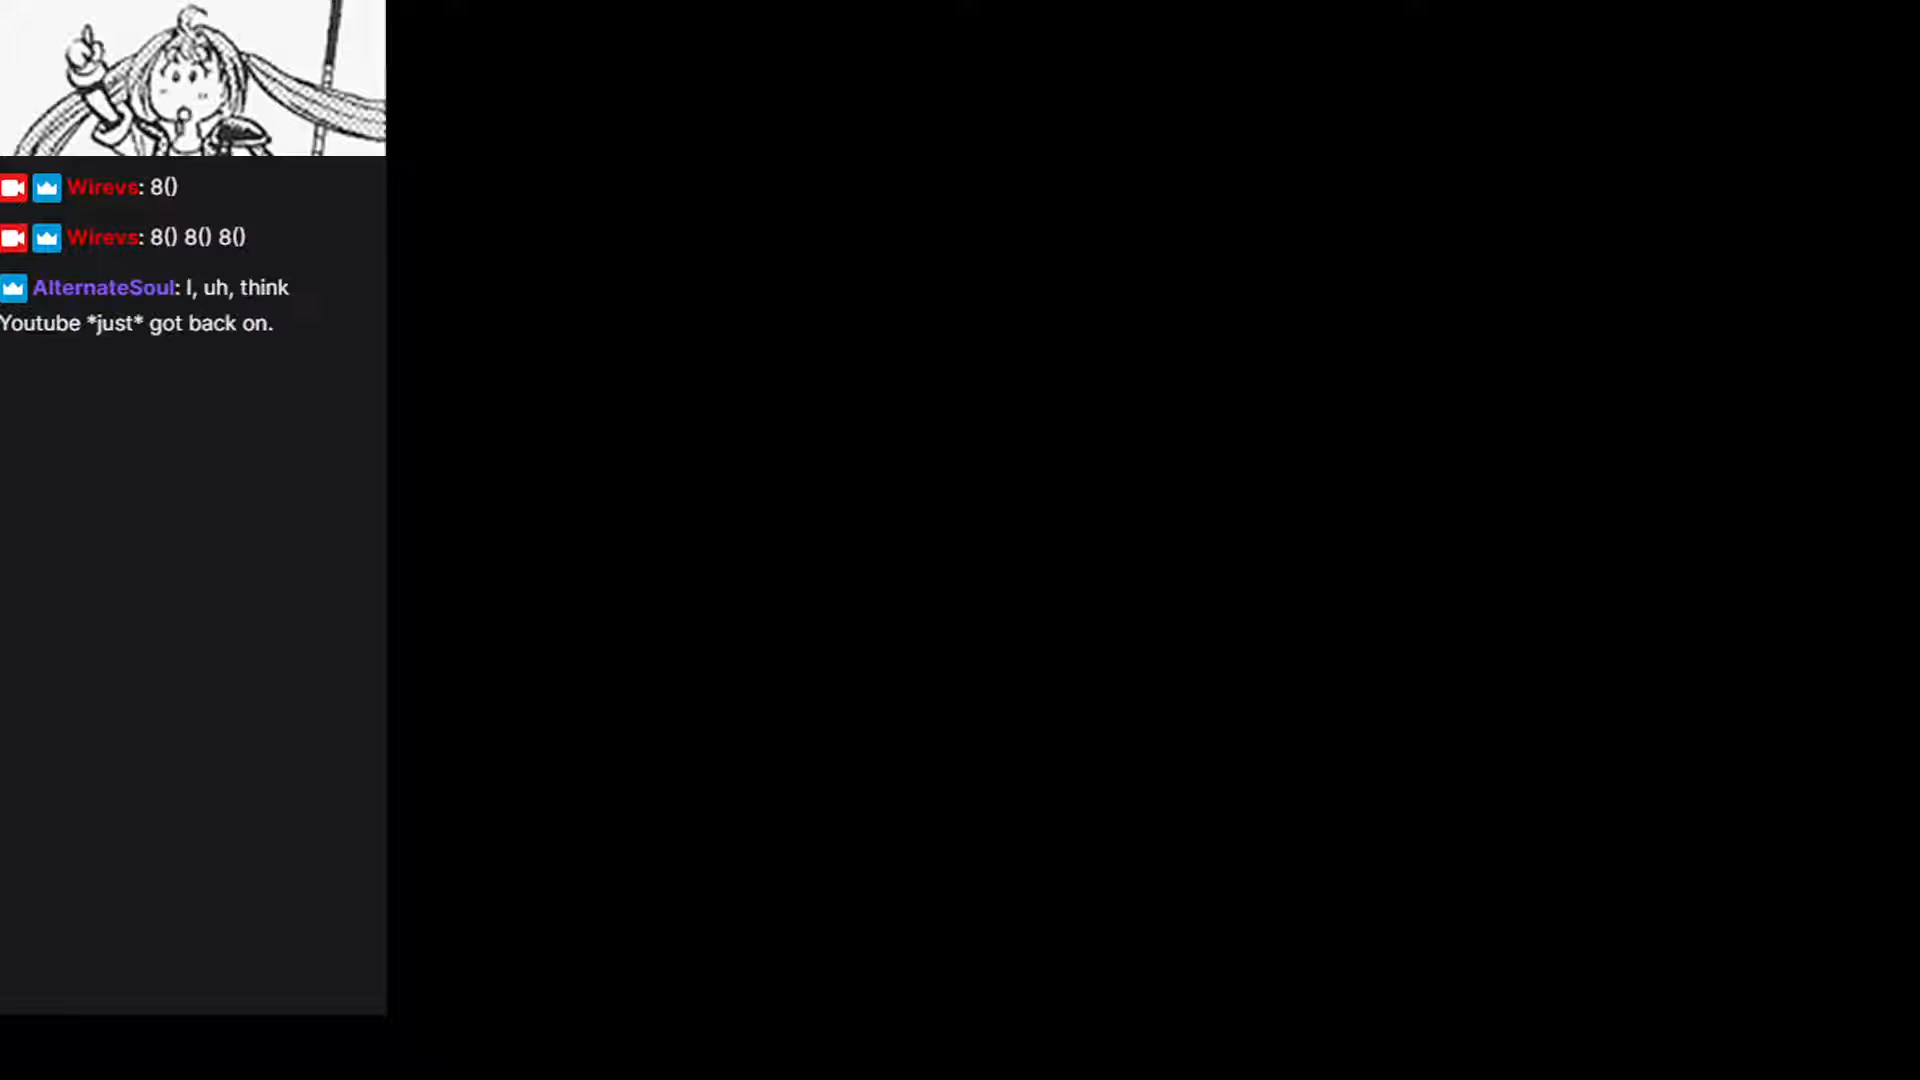 Wirevs: 8()
Wirevs: 8() 8() 8()
AlternateSoul: I, uh, think
Youtube *just* got back on.